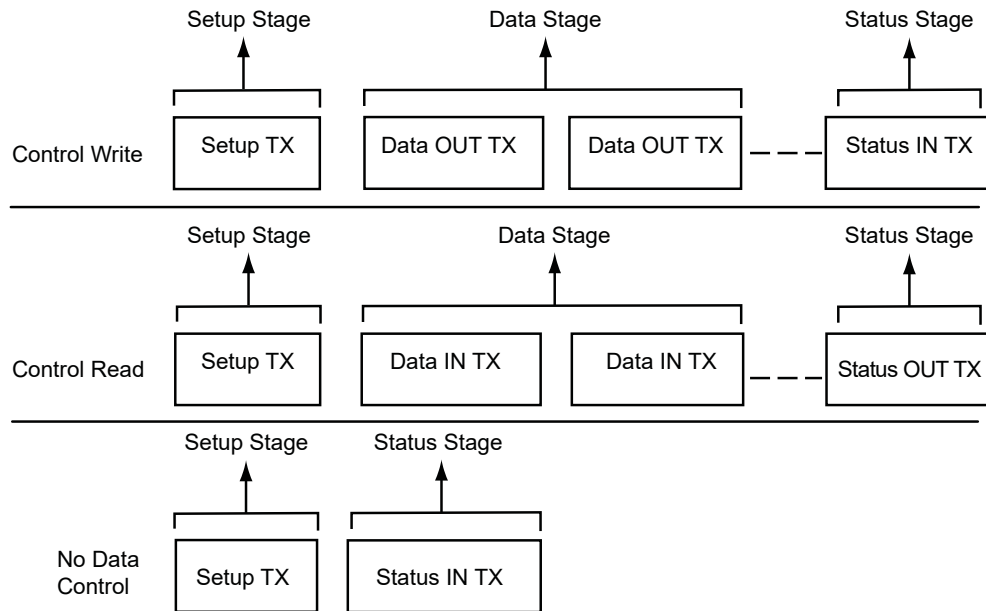 Setup Stage Data Stage Status Stage
Control Write Setup TX Data OUT TX Data OUT TX Status IN TX
Setup Stage Data Stage Status Stage
Control Read Setup TX Data IN TX Data IN TX Status OUT TX
Setup Stage Status Stage
No Data
Control
Setup TX Status IN TX